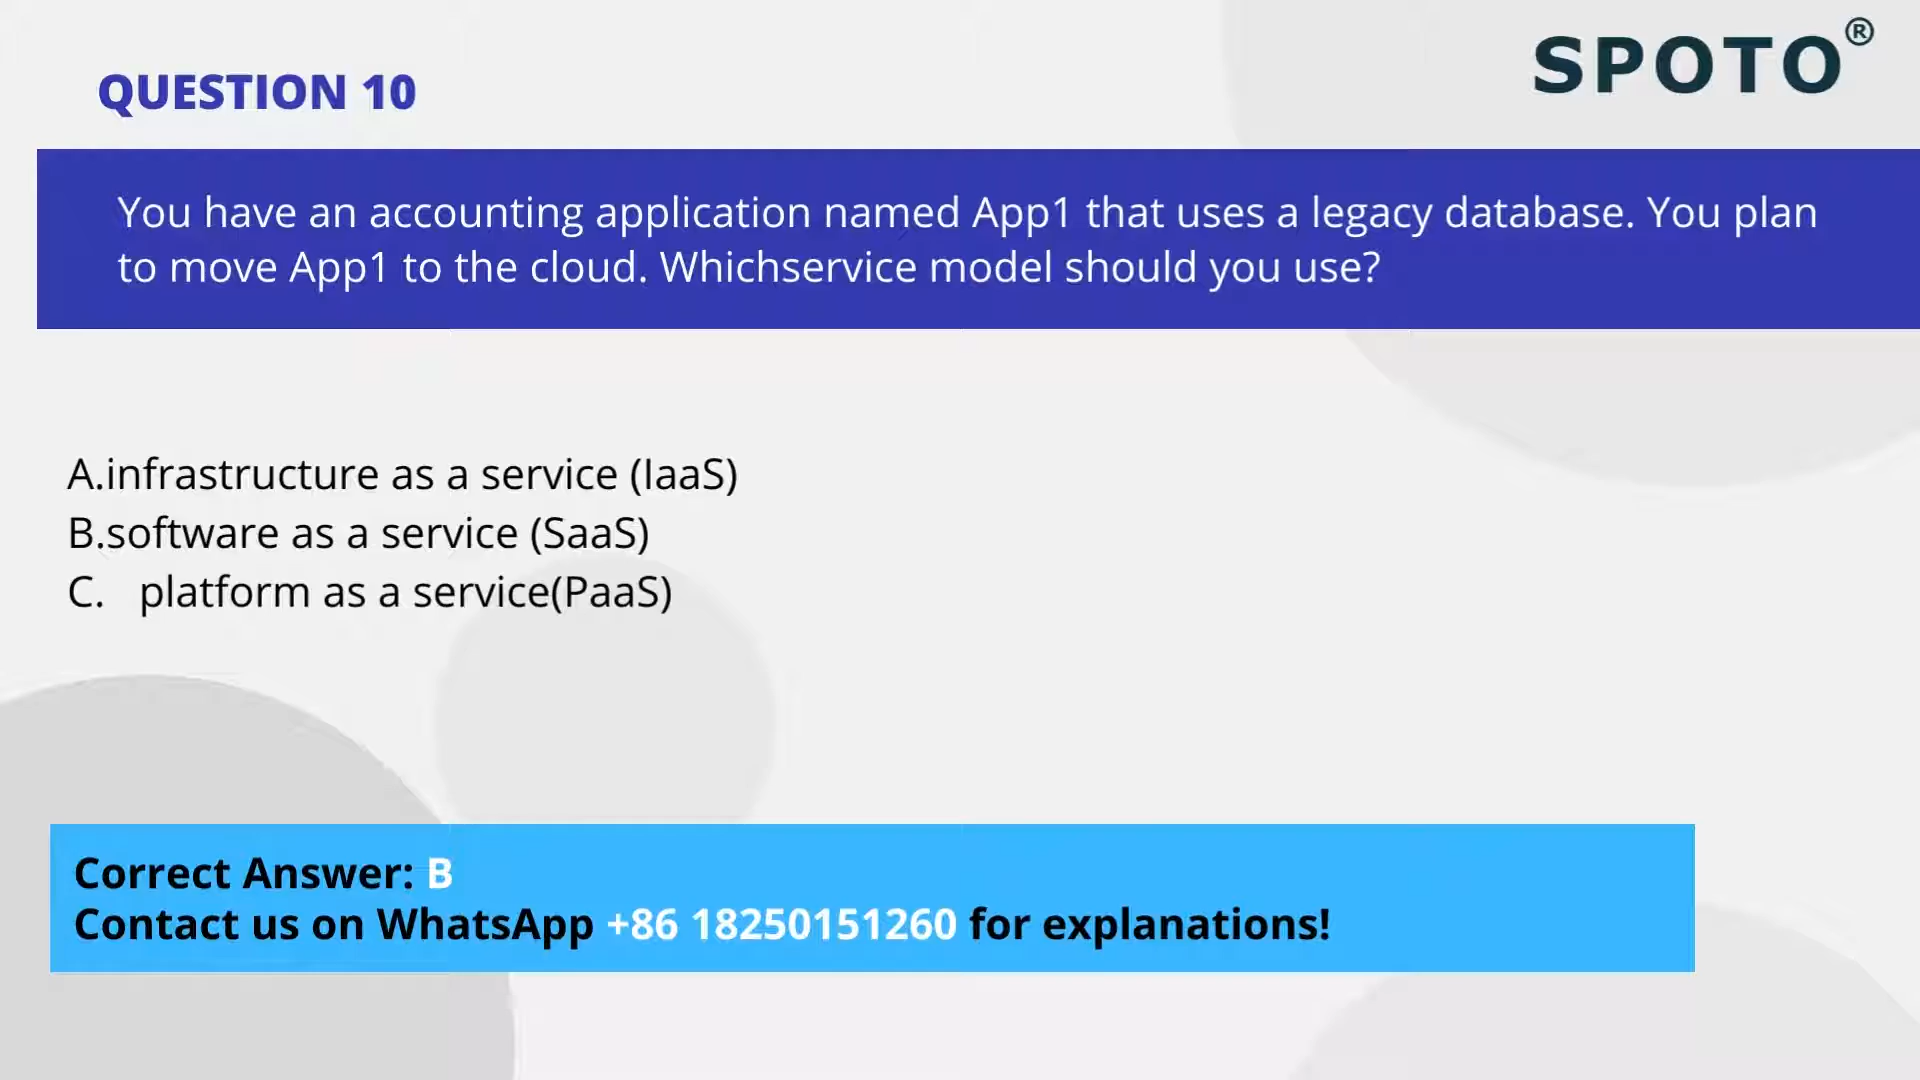 SPOTO®
QUESTION 10
You have an accounting application named App1 that uses a legacy database. You plan
to move App1 to the cloud. Whichservice model should you use?
A.infrastructure as a service (IaaS)
B.software as a service (SaaS)
C. platform as a service(PaaS)
Correct Answer: B
Contact us on WhatsApp +86 18250151260 for explanations!